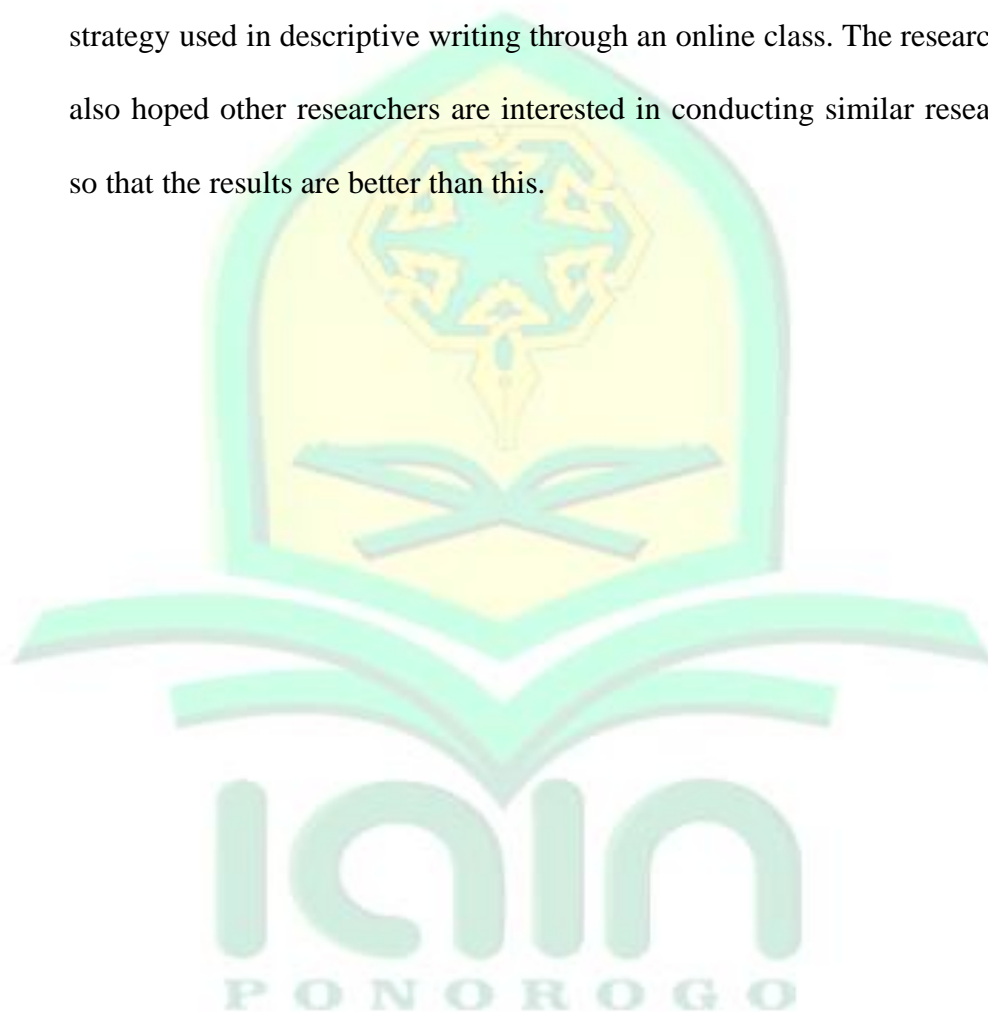 strategy used in descriptive writing through an online class. The researc
also hoped other researchers are interested in conducting similar resea
so that the results are better than this.
iain
PONOROGO